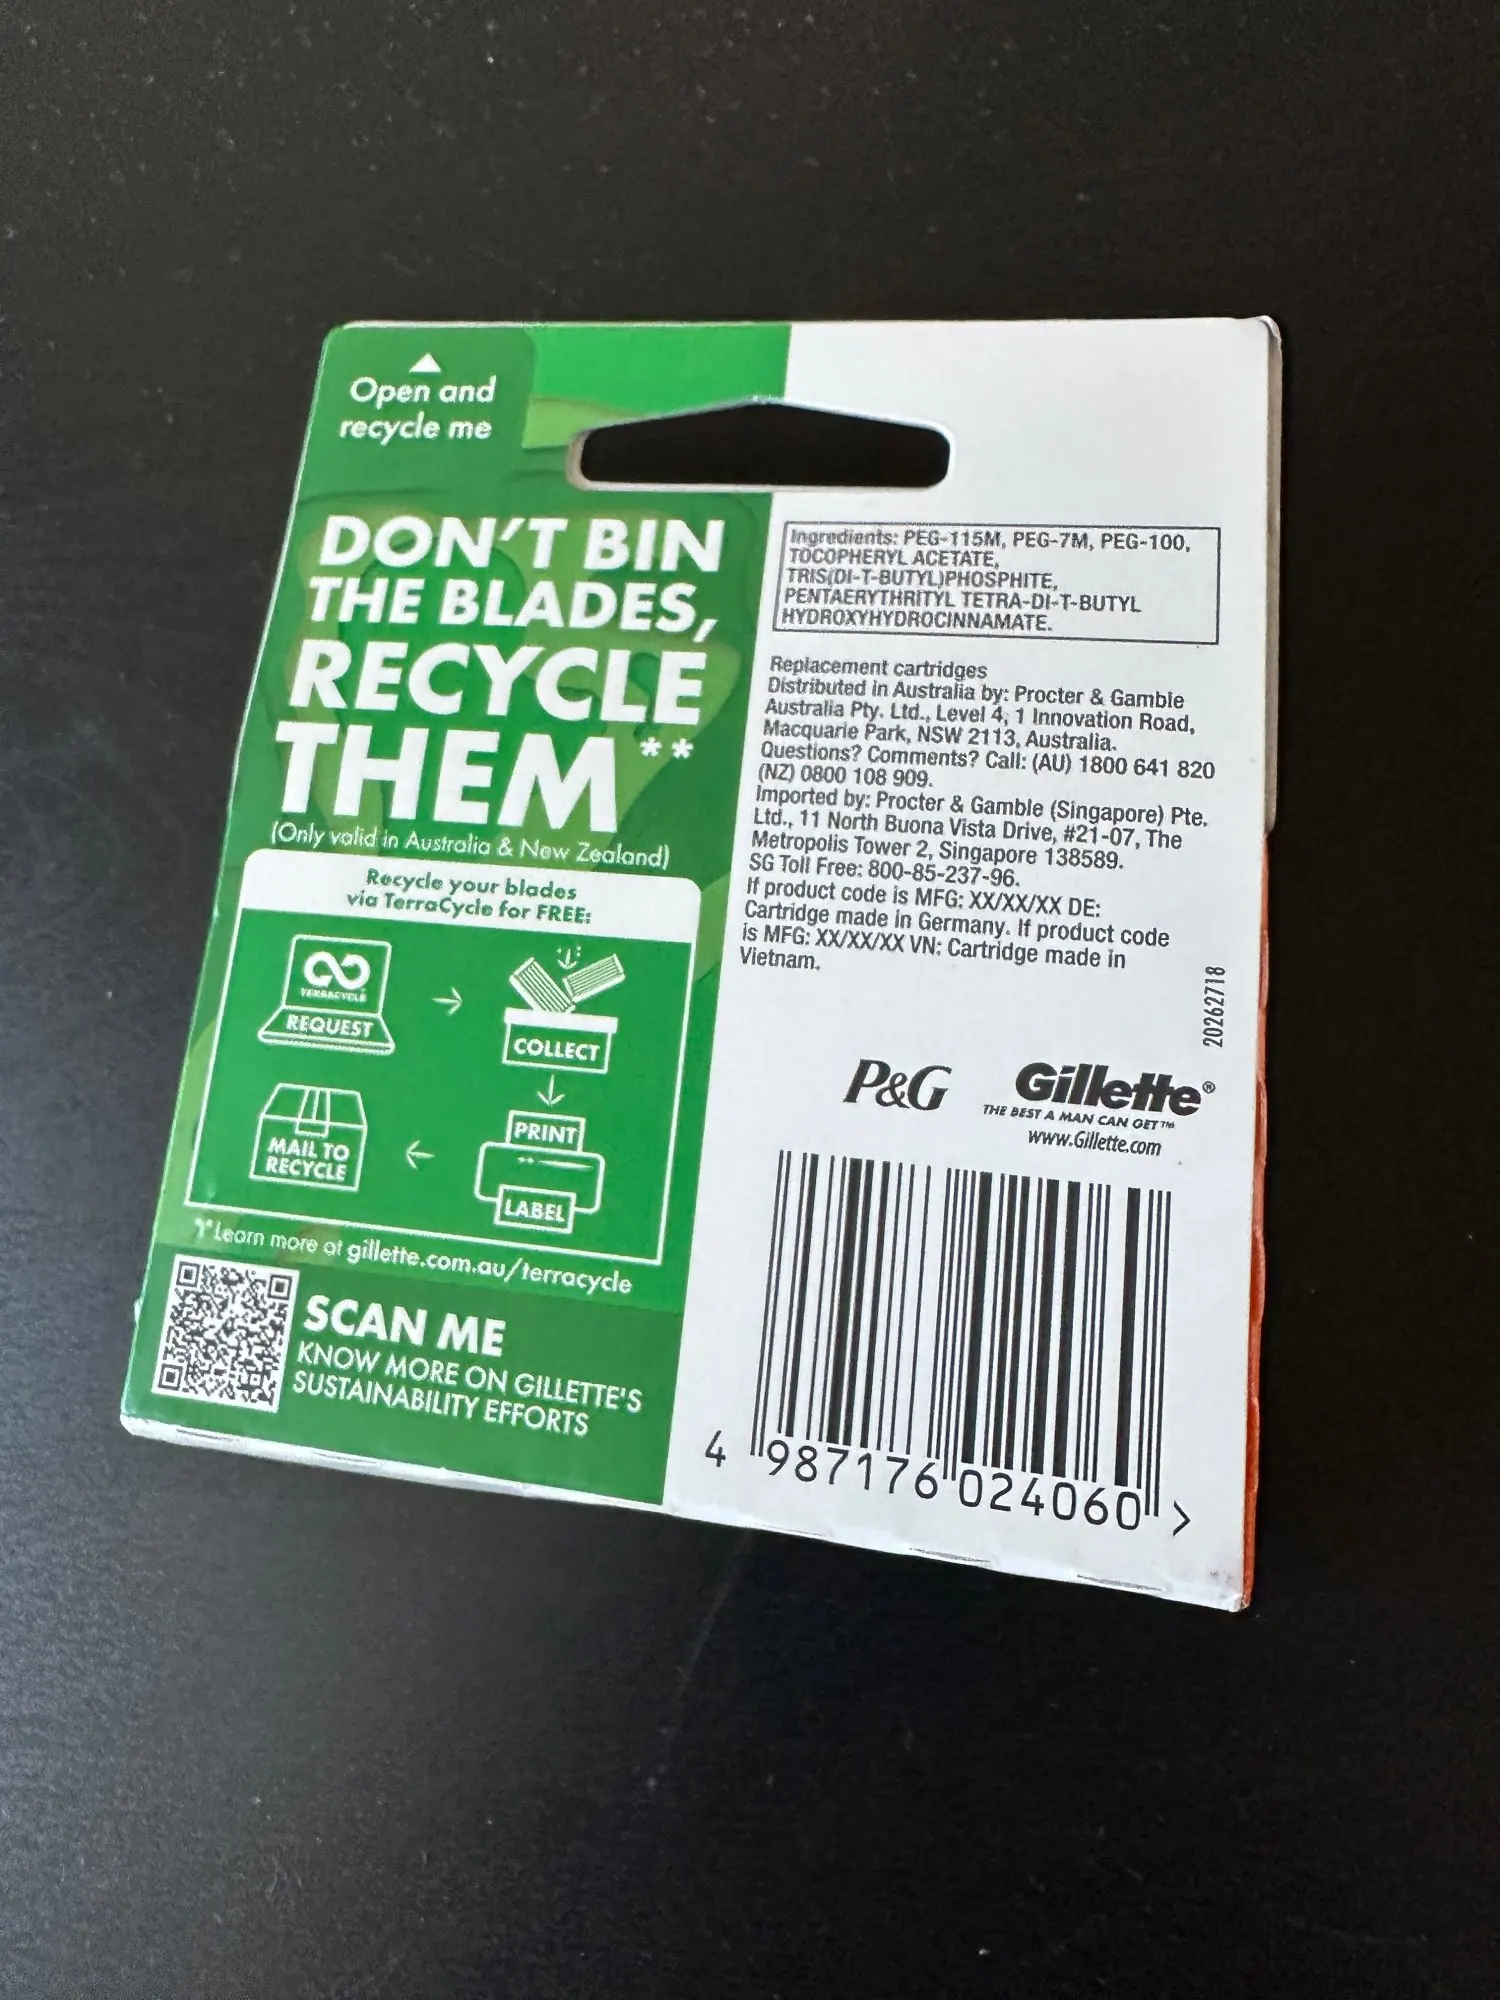 Open and
recycle me
DON'T BIN
THE BLADES,
RECYCLE
THEM**
(Only valid in Australia & New Zealand)
Recycle your blades
via TerraCycle for FREE:
TERRACYCLE
REQUEST
COLLECT
PRINT
LABEL
MAIL TO
RECYCLE
**Learn more at gillette.com.au/terracycle
SCAN ME
KNOW MORE ON GILLETTE'S
SUSTAINABILITY EFFORTS
Ingredients: PEG-115M, PEG-7M, PEG-100,
TOCOPHERYL ACETATE,
TRIS(DI-T-BUTYL)PHOSPHITE,
PENTAERYTHRITYL TETRA-DI-T-BUTYL
HYDROXYHYDROCINNAMATE.
Replacement cartridges
Distributed in Australia by: Procter & Gamble
Australia Pty. Ltd., Level 4, 1 Innovation Road,
Macquarie Park, NSW 2113, Australia.
Questions? Comments? Call: (AU) 1800 641 820
(NZ) 0800 108 909.
Imported by: Procter & Gamble (Singapore) Pte.
Ltd., 11 North Buona Vista Drive, #21-07, The
Metropolis Tower 2, Singapore 138589.
SG Toll Free: 800-85-237-96.
If product code is MFG: XX/XX/XX DE:
Cartridge made in Germany. If product code
is MFG: XX/XX/XX VN: Cartridge made in
Vietnam.
20262718
P&G
Gillette®
THE BEST A MAN CAN GET™
www.Gillette.com
4 987176 024060 >